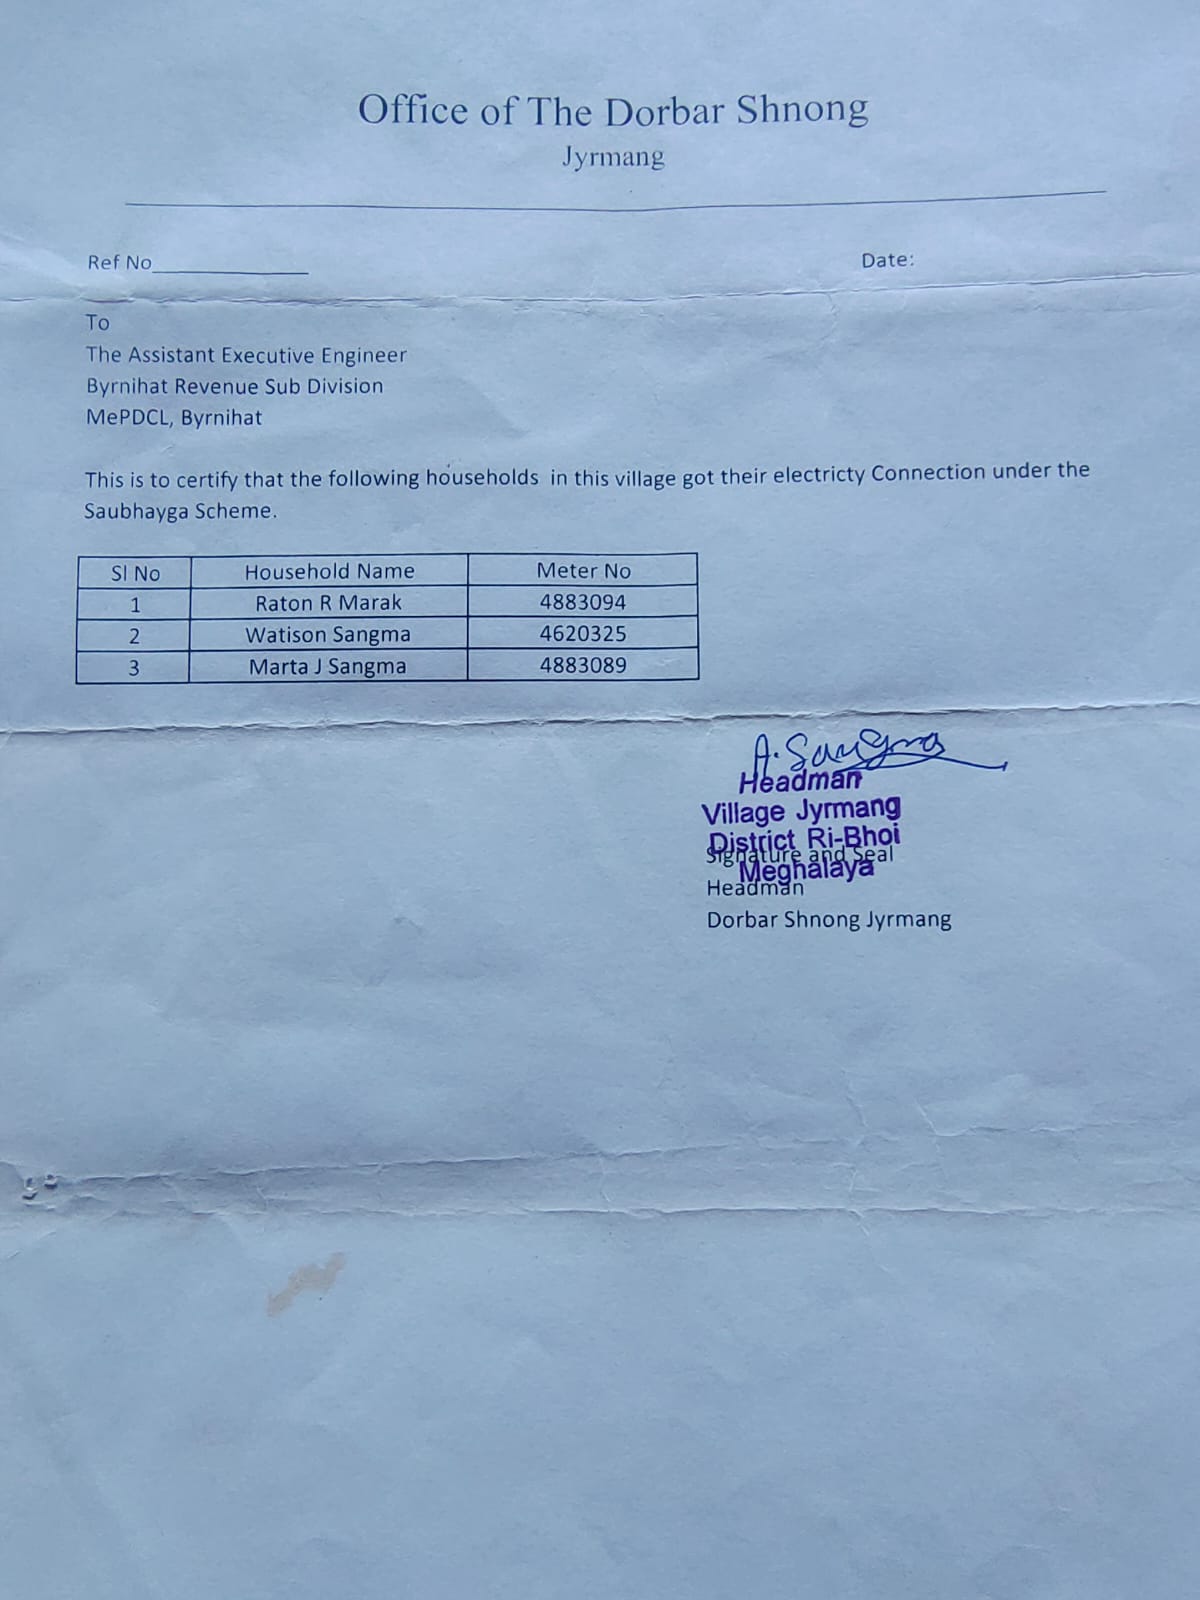 Office of The Dorbar Shnong
Jyrmang
Ref No
Date:
To
The Assistant Executive Engineer
Byrnihat Revenue Sub Division
MePDCL, Byrnihat
This is to certify that the following households in this village got their electricty Connection under the
Saubhayga Scheme.
Sl No Household Name Meter No
1 Raton R Marak 4883094
2 Watison Sangma 4620325
3 Marta J Sangma 4883089
A. Sangma
Headman
Village Jyrmang
District Ri-Bhoi
Meghalaya
Signature and Seal
Headman
Dorbar Shnong Jyrmang